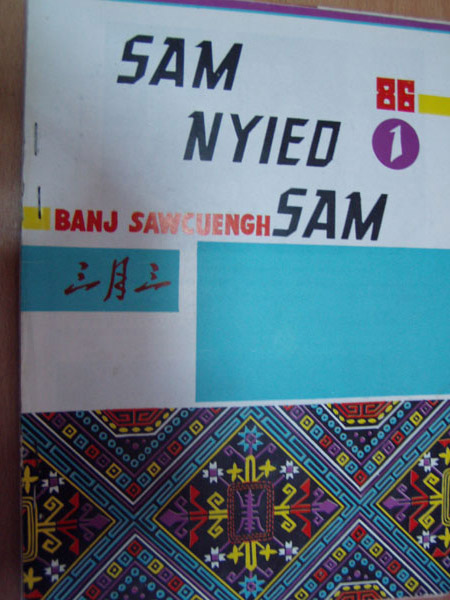 SAM
86
NYIED
1
BANJ SAWCUENGH SAM
三月三